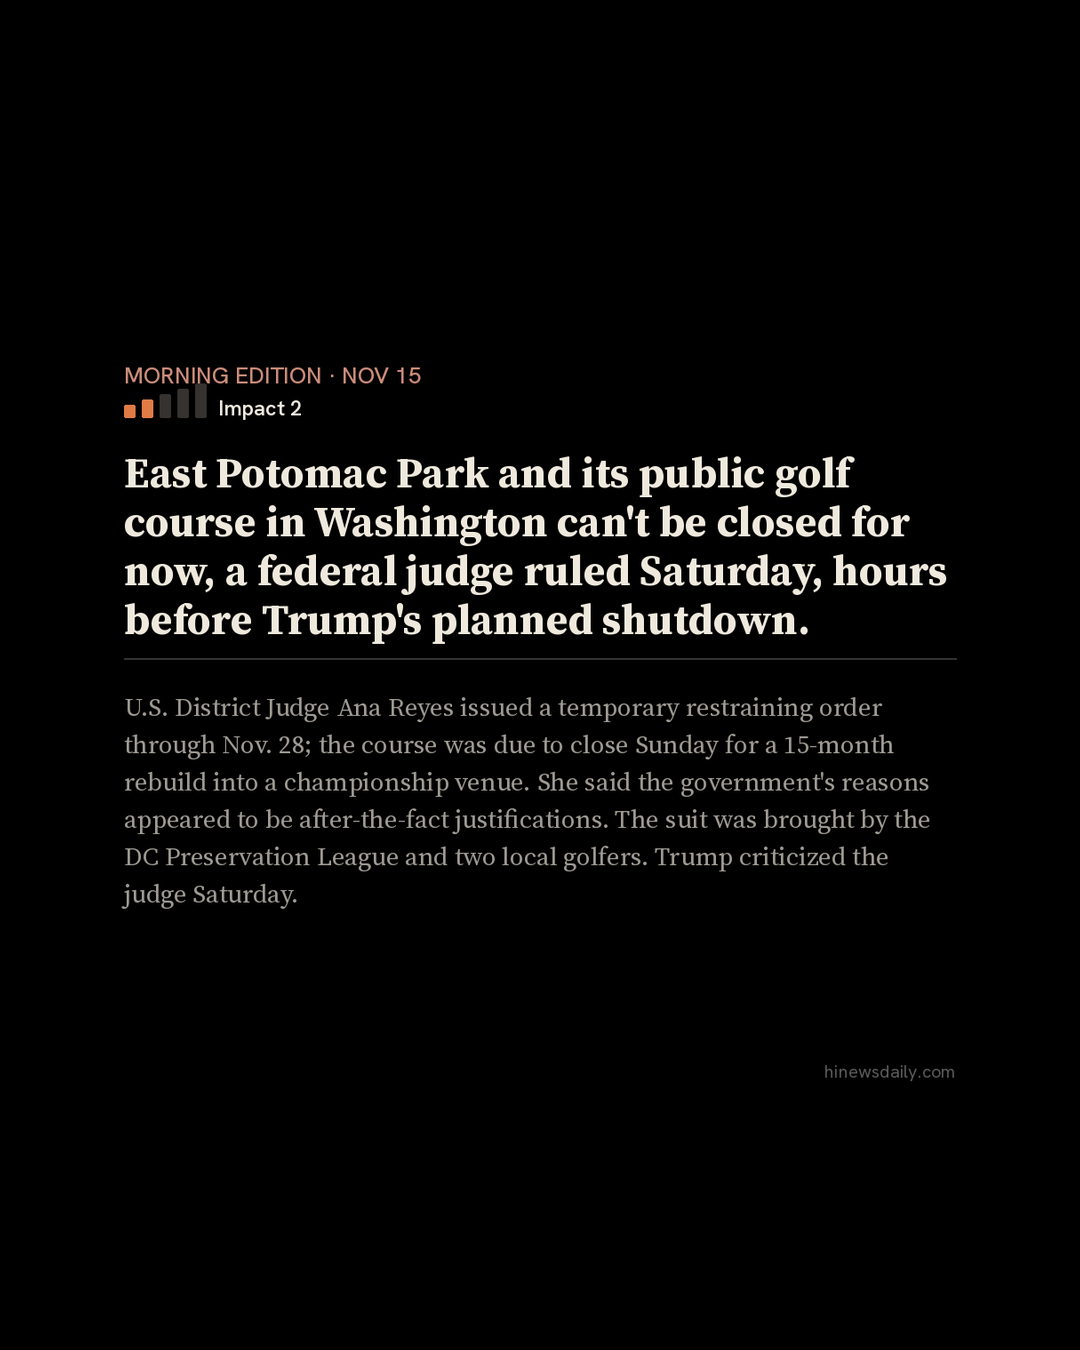 MORNING EDITION · NOV 15
Impact 2
East Potomac Park and its public golf
course in Washington can't be closed for
now, a federal judge ruled Saturday, hours
before Trump's planned shutdown.
U.S. District Judge Ana Reyes issued a temporary restraining order
through Nov. 28; the course was due to close Sunday for a 15-month
rebuild into a championship venue. She said the government's reasons
appeared to be after-the-fact justifications. The suit was brought by the
DC Preservation League and two local golfers. Trump criticized the
judge Saturday.
hinewsdaily.com